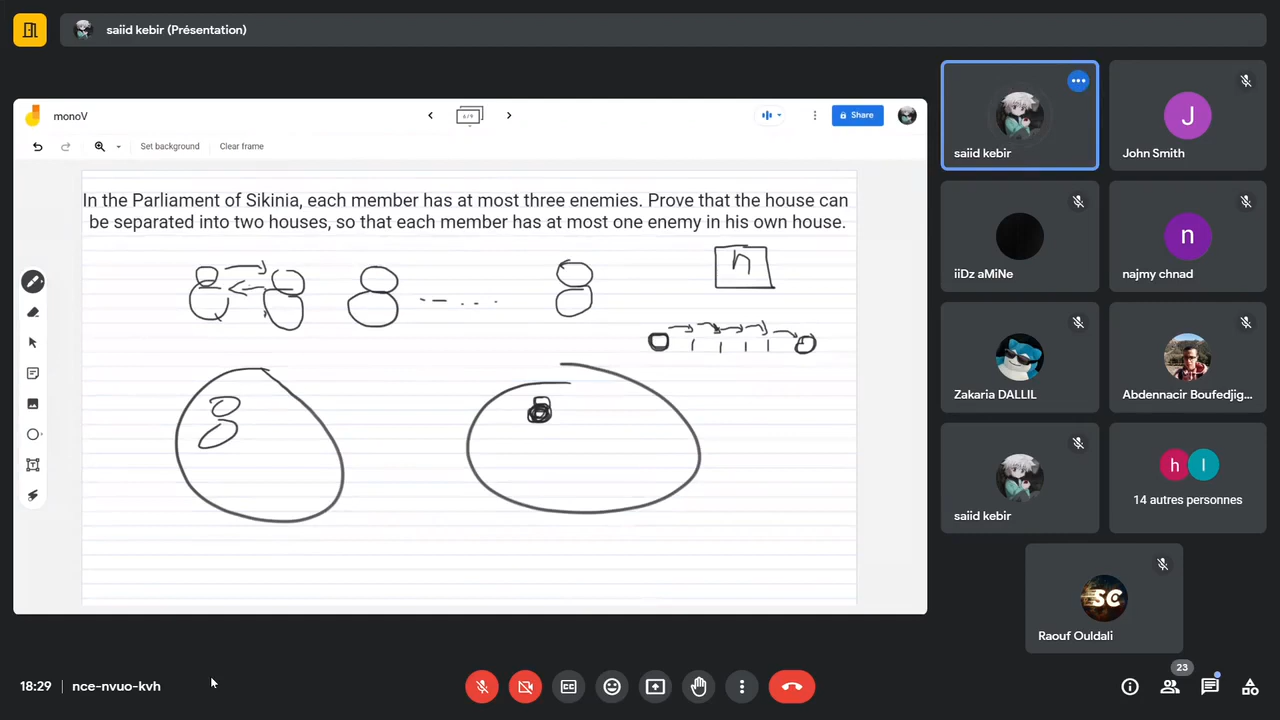 saiid kebir (Présentation)
monoV
6/9
Share
Set background
Clear frame
In the Parliament of Sikinia, each member has at most three enemies. Prove that the house can
be separated into two houses, so that each member has at most one enemy in his own house.
n
saiid kebir
J
John Smith
iiDz aMiNe
n
najmy chnad
Zakaria DALLIL
Abdennacir Boufedjig...
saiid kebir
h l
14 autres personnes
SC
Raouf Ouldali
18:29 | nce-nvuo-kvh
23